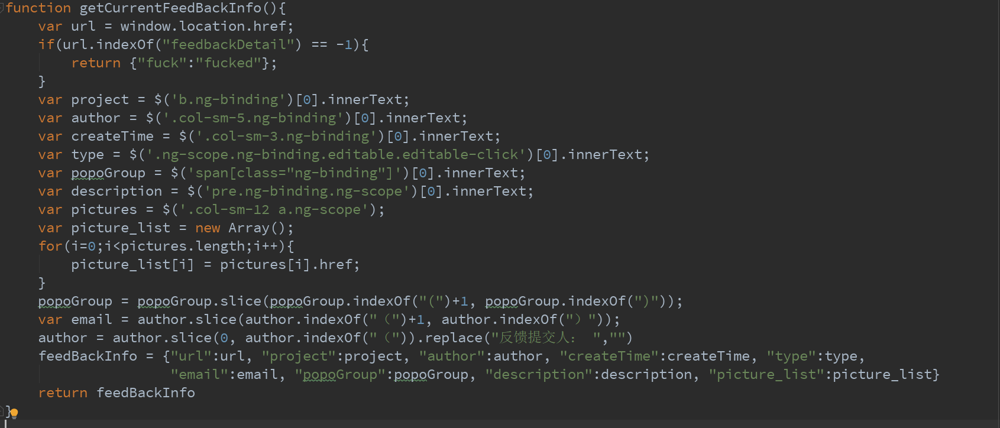 function getCurrentFeedBackInfo(){
    var url = window.location.href;
    if(url.indexOf("feedbackDetail") == -1){
        return {"fuck":"fucked"};
    }
    var project = $('b.ng-binding')[0].innerText;
    var author = $('.col-sm-5.ng-binding')[0].innerText;
    var createTime = $('.col-sm-3.ng-binding')[0].innerText;
    var type = $('.ng-scope.ng-binding.editable.editable-click')[0].innerText;
    var popoGroup = $('span[class="ng-binding"]')[0].innerText;
    var description = $('pre.ng-binding.ng-scope')[0].innerText;
    var pictures = $('.col-sm-12 a.ng-scope');
    var picture_list = new Array();
    for(i=0;i<pictures.length;i++){
        picture_list[i] = pictures[i].href;
    }
    popoGroup = popoGroup.slice(popoGroup.indexOf("(")+1, popoGroup.indexOf(")"));
    var email = author.slice(author.indexOf("（")+1, author.indexOf("）"));
    author = author.slice(0, author.indexOf("（")).replace("反馈提交人： ","")
    feedBackInfo = {"url":url, "project":project, "author":author, "createTime":createTime, "type":type,
                    "email":email, "popoGroup":popoGroup, "description":description, "picture_list":picture_list}
    return feedBackInfo
}